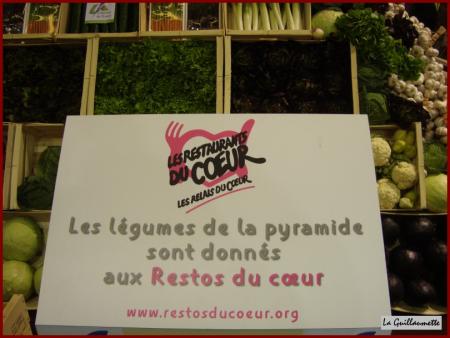 LES RESTAURANTS
DU CŒUR
LES RELAIS DU CŒUR
Les légumes de la pyramide
sont donnés
aux Restos du cœur
www.restosducoeur.org
La Guillaumette